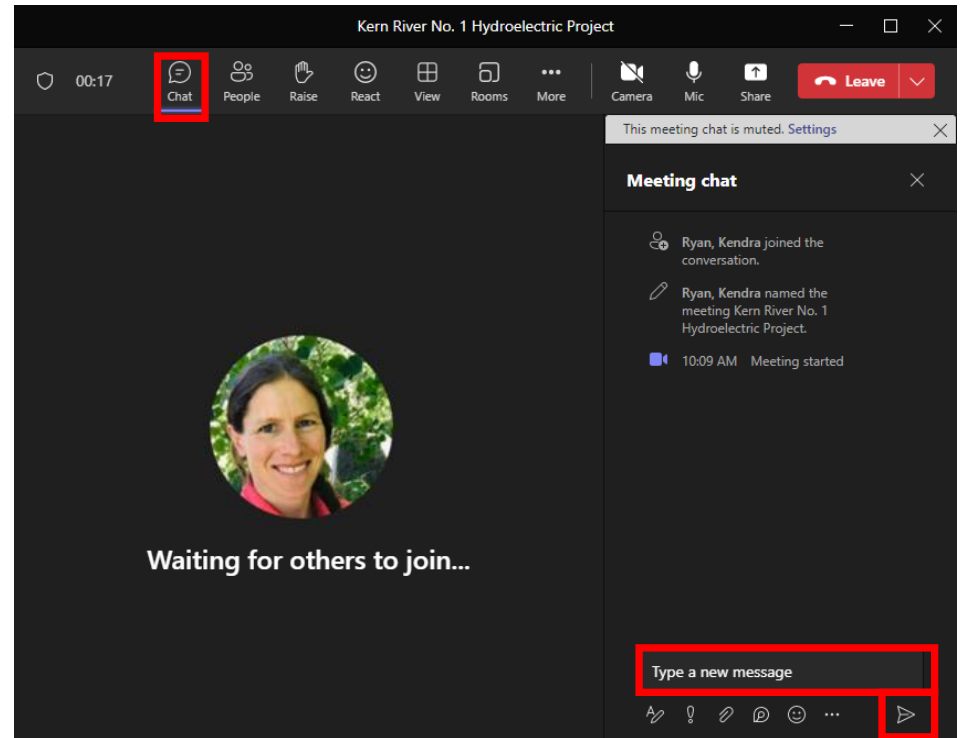 Kern River No. 1 Hydroelectric Project
00:17
Chat
People
Raise
React
View
Rooms
More
Camera
Mic
Share
Leave
This meeting chat is muted. Settings
Meeting chat
Ryan, Kendra joined the
conversation.
Ryan, Kendra named the
meeting Kern River No. 1
Hydroelectric Project.
10:09 AM Meeting started
Waiting for others to join...
Type a new message